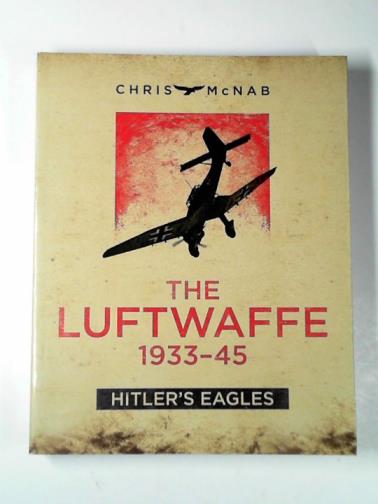 CHRIS McNAB
THE
LUFTWAFFE
1933–45
HITLER'S EAGLES